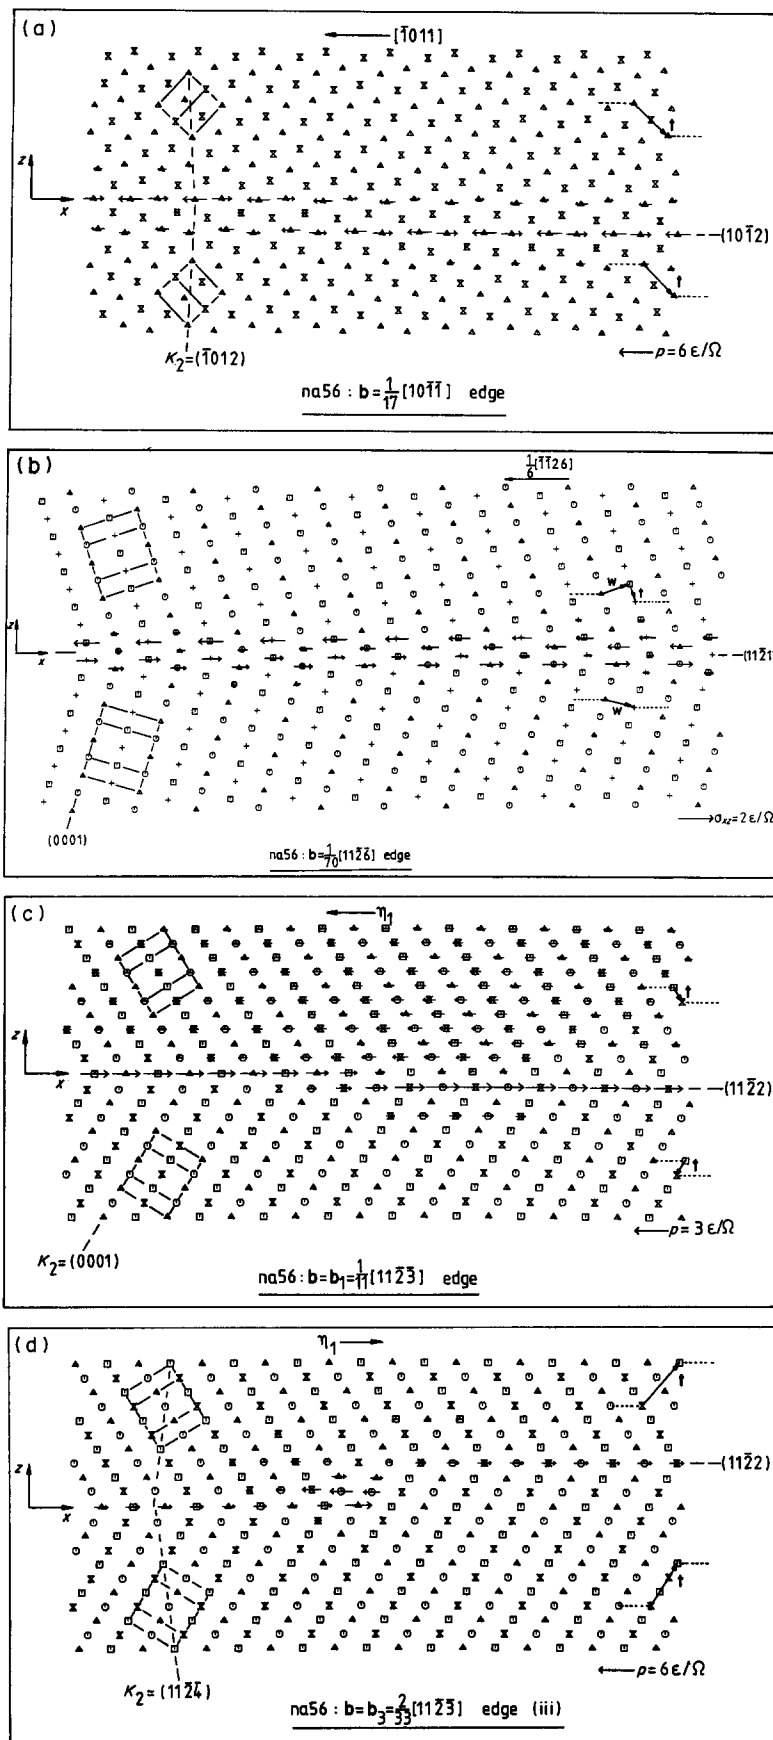 (a)
[1̄011]
z
x
(101̄2)
K₂=(1̄012)
p=6ε/Ω
na56 : b = 1/17 [101̄1̄] edge
(b)
1/6[1̄1̄26]
w
z
x
(112̄1)
w
(0001)
σxz=2ε/Ω
na56 : b = 1/70 [112̄6̄] edge
(c)
η₁
z
x
(112̄2)
p=3ε/Ω
K₂=(0001)
na56 : b = b₁ = 1/11 [112̄3̄] edge
(d)
η₁
(112̄2)
z
x
K₂=(112̄4̄)
p=6ε/Ω
na56 : b = b₃ = 2/33 [112̄3̄] edge (iii)